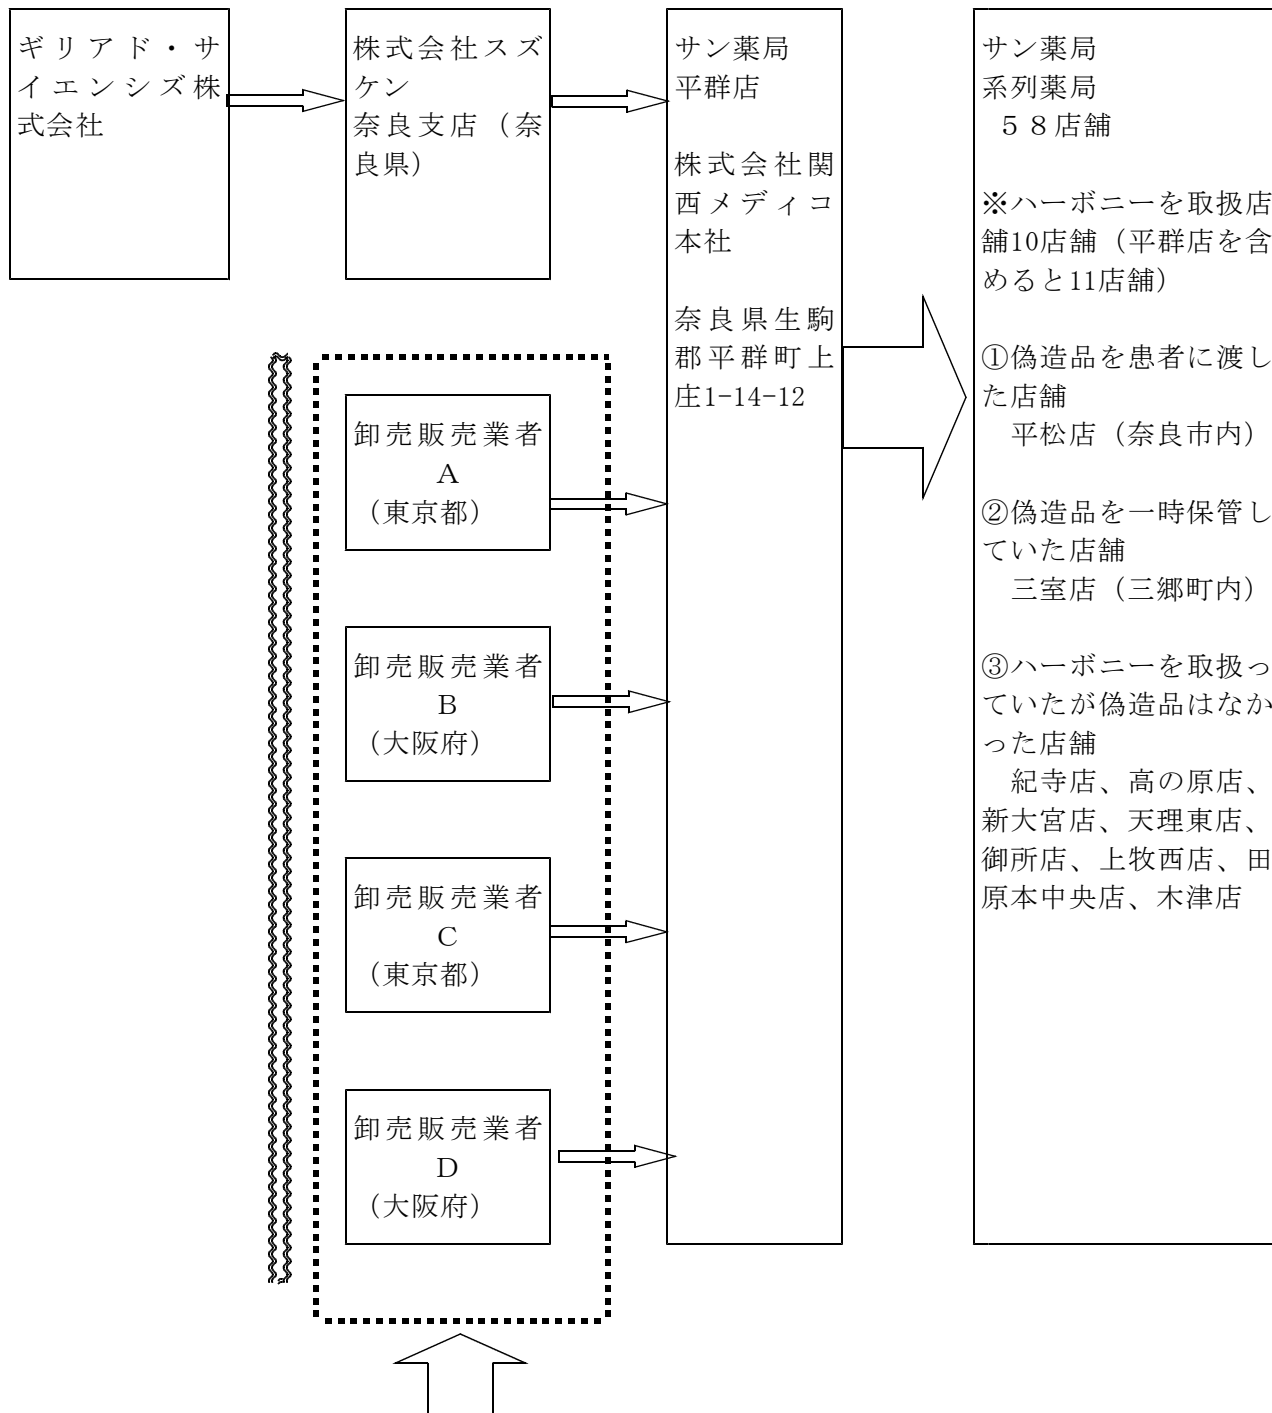 ギリアド・サ
イエンシズ株
式会社
株式会社スズ
ケン
奈良支店（奈
良県）
サン薬局
平群店
株式会社関
西メディコ
本社
奈良県生駒
郡平群町上
庄1-14-12
サン薬局
系列薬局
５８店舗
※ハーボニーを取扱店
舗10店舗（平群店を含
めると11店舗）
①偽造品を患者に渡し
た店舗
平松店（奈良市内）
②偽造品を一時保管し
ていた店舗
三室店（三郷町内）
③ハーボニーを取扱っ
ていたが偽造品はなか
った店舗
紀寺店、高の原店、
新大宮店、天理東店、
御所店、上牧西店、田
原本中央店、木津店
卸売販売業者
Ａ
（東京都）
卸売販売業者
Ｂ
（大阪府）
卸売販売業者
Ｃ
（東京都）
卸売販売業者
Ｄ
（大阪府）